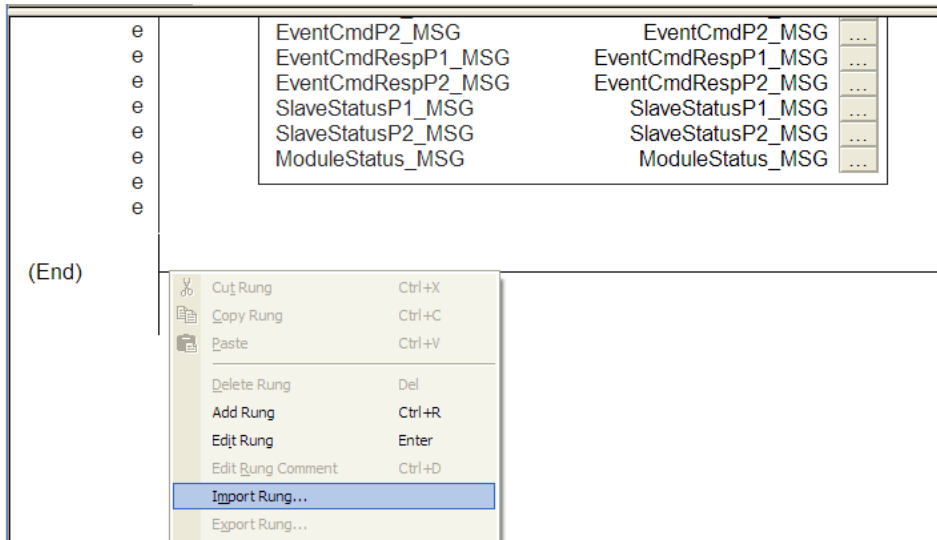 e EventCmdP2_MSG EventCmdP2_MSG ...
e EventCmdRespP1_MSG EventCmdRespP1_MSG ...
e EventCmdRespP2_MSG EventCmdRespP2_MSG ...
e SlaveStatusP1_MSG SlaveStatusP1_MSG ...
e SlaveStatusP2_MSG SlaveStatusP2_MSG ...
e ModuleStatus_MSG ModuleStatus_MSG ...
e
e
(End)
Cut Rung Ctrl+X
Copy Rung Ctrl+C
Paste Ctrl+V
Delete Rung Del
Add Rung Ctrl+R
Edit Rung Enter
Edit Rung Comment Ctrl+D
Import Rung...
Export Rung...